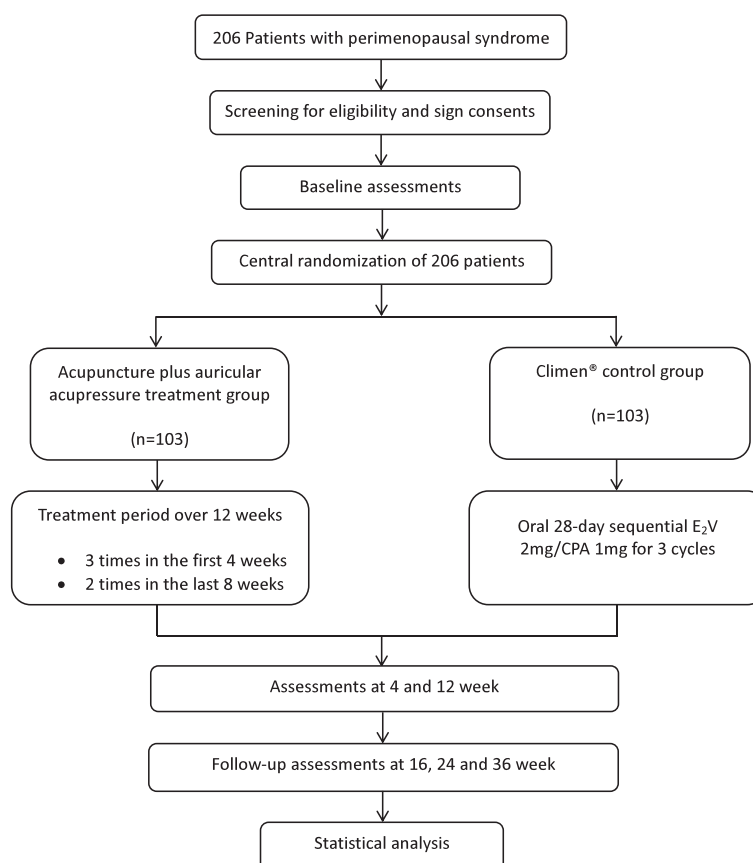 206 Patients with perimenopausal syndrome
Screening for eligibility and sign consents
Baseline assessments
Central randomization of 206 patients
Acupuncture plus auricular
acupressure treatment group
(n=103)
Climen® control group
(n=103)
Treatment period over 12 weeks
• 3 times in the first 4 weeks
• 2 times in the last 8 weeks
Oral 28-day sequential E₂V
2mg/CPA 1mg for 3 cycles
Assessments at 4 and 12 week
Follow-up assessments at 16, 24 and 36 week
Statistical analysis